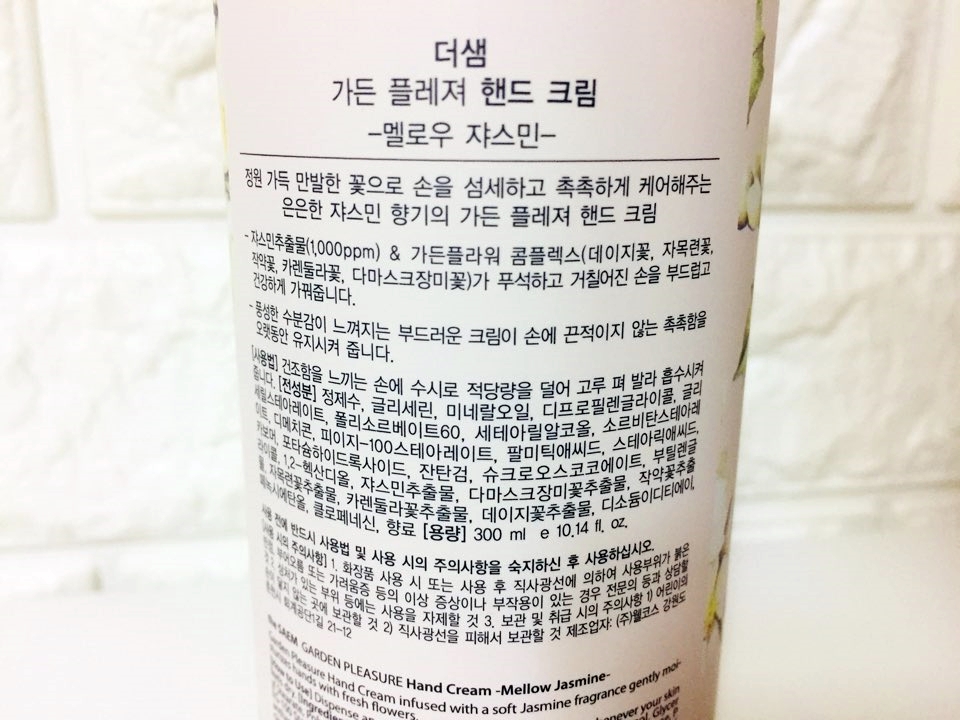 더샘
가든 플레져 핸드 크림
-멜로우 쟈스민-
정원 가득 만발한 꽃으로 손을 섬세하고 촉촉하게 케어해주는
은은한 쟈스민 향기의 가든 플레져 핸드 크림
- 쟈스민추출물(1,000ppm) & 가든플라워 콤플렉스(데이지꽃, 자목련꽃,
작약꽃, 카렌둘라꽃, 다마스크장미꽃)가 푸석하고 거칠어진 손을 부드럽고
건강하게 가꿔줍니다.
- 풍성한 수분감이 느껴지는 부드러운 크림이 손에 끈적이지 않는 촉촉함을
오랫동안 유지시켜 줍니다.
[사용법] 건조함을 느끼는 손에 수시로 적당량을 덜어 고루 펴 발라 흡수시켜
줍니다. [전성분] 정제수, 글리세린, 미네랄오일, 디프로필렌글라이콜, 글리
세릴스테아레이트, 폴리소르베이트60, 세테아릴알코올, 소르비탄스테아레
이트, 디메치콘, 피이지-100스테아레이트, 팔미틱애씨드, 스테아릭애씨드,
카보머, 포타슘하이드록사이드, 잔탄검, 슈크로오스코코에이트, 부틸렌글
라이콜, 1,2-헥산디올, 쟈스민추출물, 다마스크장미꽃추출물, 작약꽃추출
물, 자목련꽃추출물, 카렌둘라꽃추출물, 데이지꽃추출물, 디소듐이디티에이,
페녹시에탄올, 클로페네신, 향료 [용량] 300 ml e 10.14 fl. oz.
사용 전에 반드시 사용법 및 사용 시의 주의사항을 숙지하신 후 사용하십시오.
[사용 시의 주의사항] 1. 화장품 사용 시 또는 사용 후 직사광선에 의하여 사용부위가 붉은
반점, 부어오름 또는 가려움증 등의 이상 증상이나 부작용이 있는 경우 전문의 등과 상담할
것 2. 상처가 있는 부위 등에는 사용을 자제할 것 3. 보관 및 취급 시의 주의사항 1) 어린이의
손이 닿지 않는 곳에 보관할 것 2) 직사광선을 피해서 보관할 것 제조업자: (주)웰코스 강원도
회계공단1길 21-12
the SAEM GARDEN PLEASURE Hand Cream -Mellow Jasmine-
Garden Pleasure Hand Cream infused with a soft Jasmine fragrance gently moi-
hands with fresh flowers.
to Use] Dispense an whenever your skin